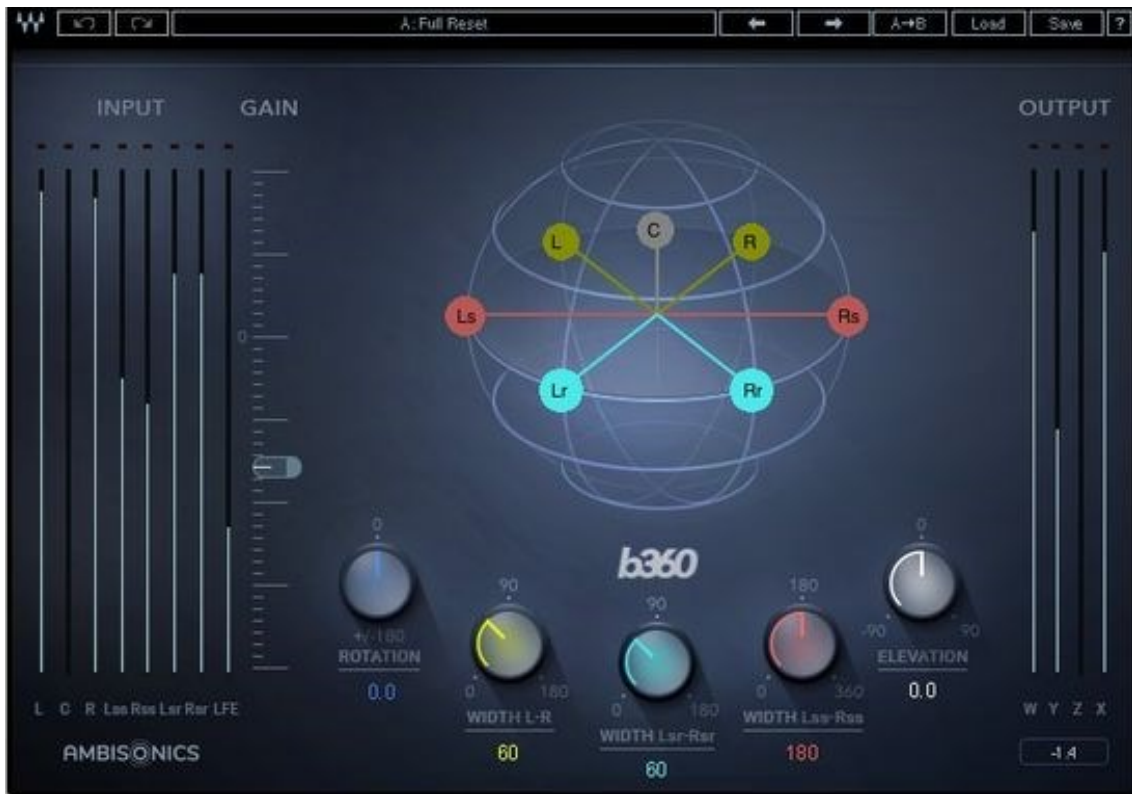 A: Full Reset
A→B
Load
Save
?
INPUT
GAIN
OUTPUT
C
L
R
0
Ls
Rs
Lr
Rr
b360
0
+/-180
ROTATION
0.0
90
0
180
WIDTH L-R
60
90
0
180
WIDTH Lsr-Rsr
60
180
0
360
WIDTH Lss-Rss
180
0
-90
90
ELEVATION
0.0
L C R Lss Rss Lsr Rsr LFE
W Y Z X
AMBISONICS
-1.4